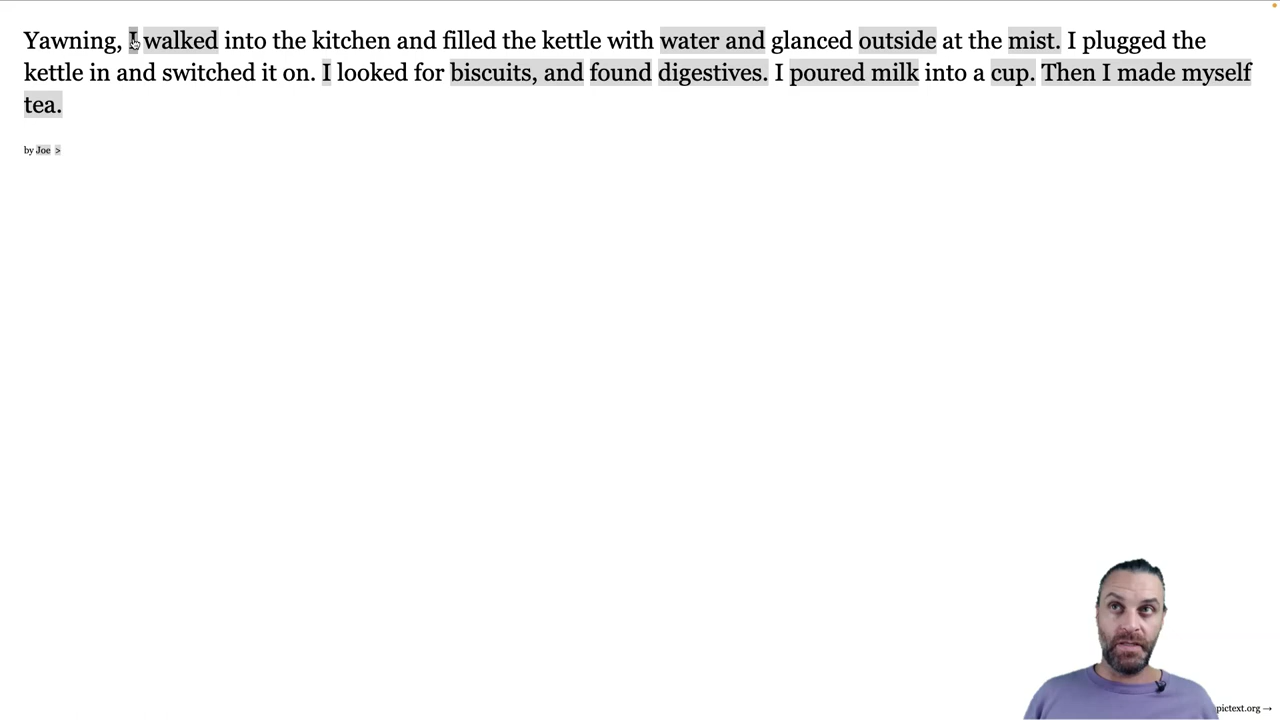 Yawning, I walked into the kitchen and filled the kettle with water and glanced outside at the mist. I plugged the
kettle in and switched it on. I looked for biscuits, and found digestives. I poured milk into a cup. Then I made myself
tea.
by Joe >
pictext.org →